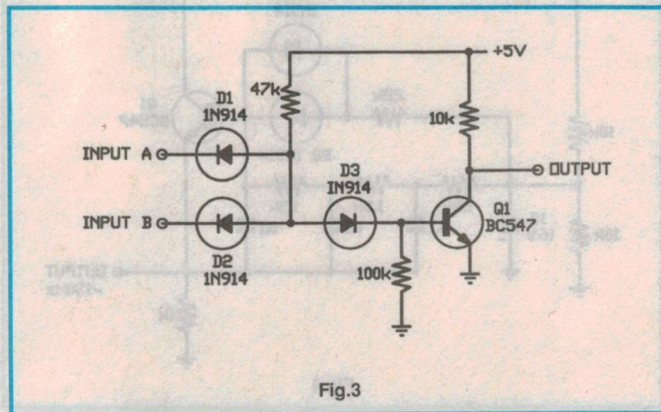 +5V
47k
10k
D1
1N914
INPUT A
OUTPUT
D3
1N914
Q1
BC547
INPUT B
D2
1N914
100k
Fig.3